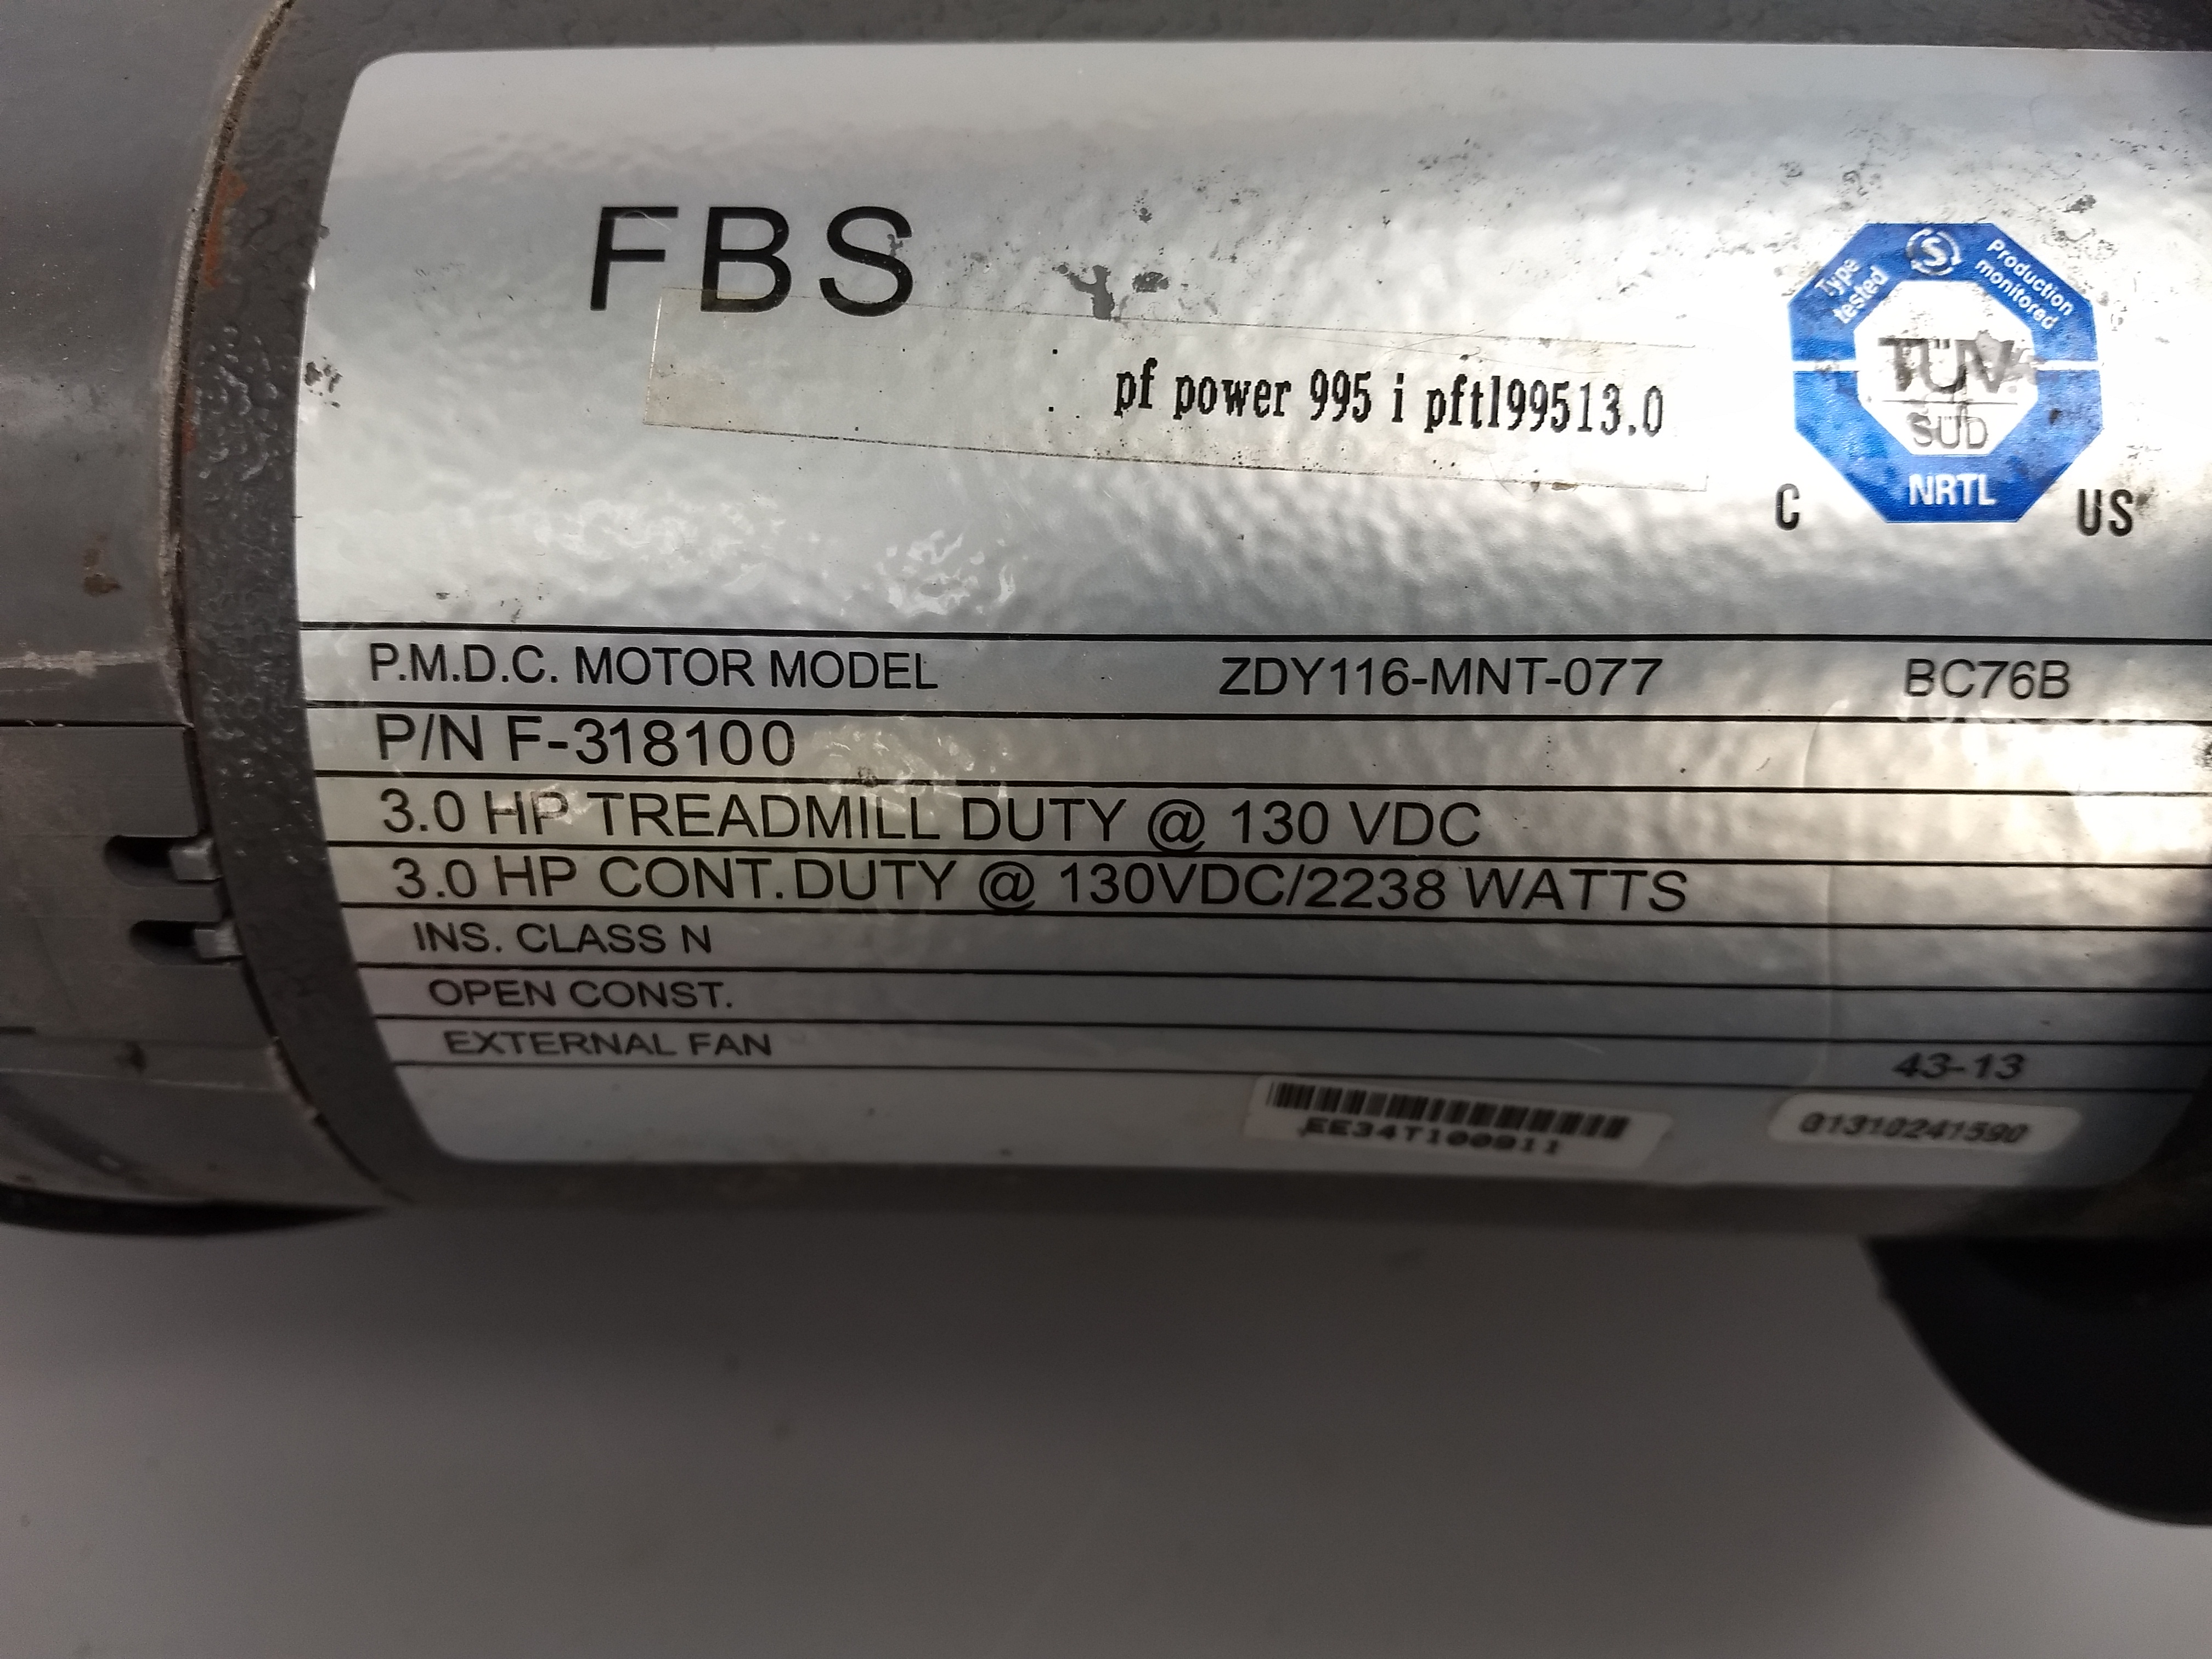 FBS
pf power 995 i pftl99513.0
Type tested
S
Production monitored
TÜV
SÜD
NRTL
C US
P.M.D.C. MOTOR MODEL ZDY116-MNT-077 BC76B
P/N F-318100
3.0 HP TREADMILL DUTY @ 130 VDC
3.0 HP CONT.DUTY @ 130VDC/2238 WATTS
INS. CLASS N
OPEN CONST.
EXTERNAL FAN
43-13
EE34T100911